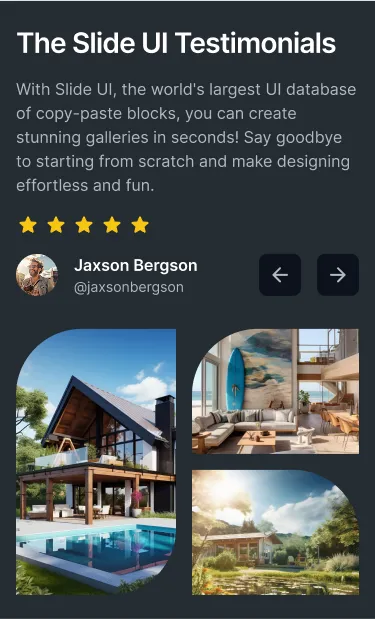 The Slide UI Testimonials
With Slide UI, the world's largest UI database
of copy-paste blocks, you can create
stunning galleries in seconds! Say goodbye
to starting from scratch and make designing
effortless and fun.
Jaxson Bergson
@jaxsonbergson